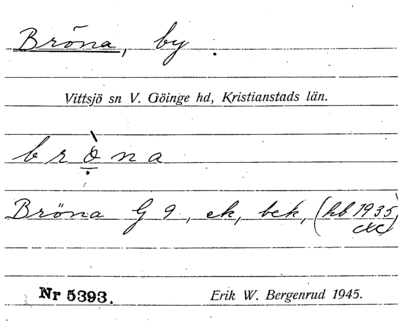 Bröna, by.
Vittsjö sn V. Göinge hd, Kristianstads län.
brò̤na
Bröna G 9, ek, bek, (hb 1935
Nr 5393. Erik W. Bergenrud 1945.